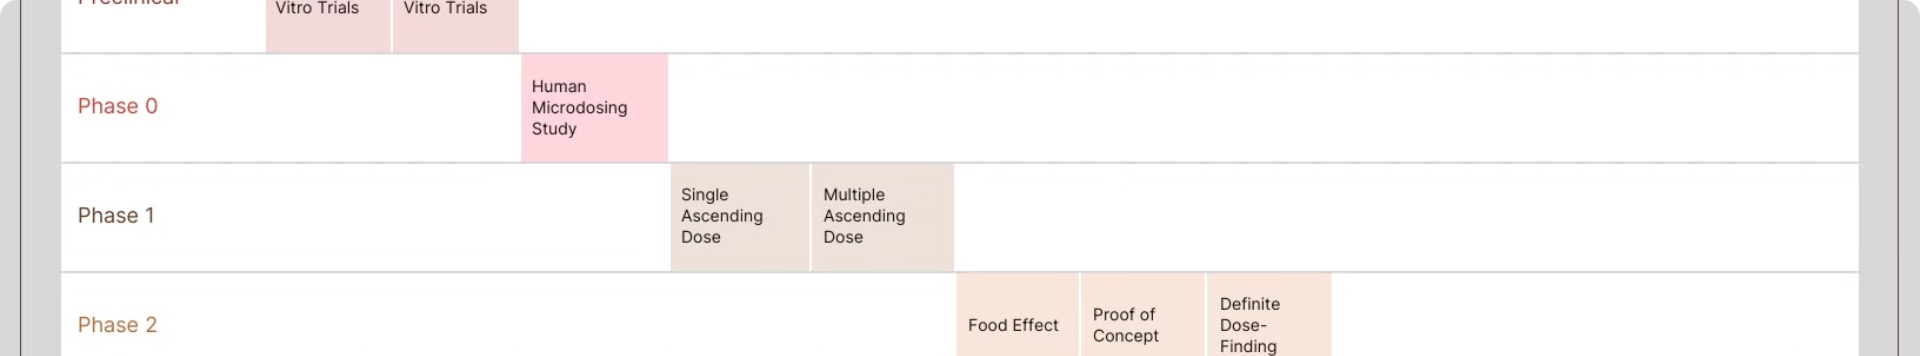 Preclinical
Vitro Trials
Vitro Trials
Phase 0
Human
Microdosing
Study
Phase 1
Single
Ascending
Dose
Multiple
Ascending
Dose
Phase 2
Food Effect
Proof of
Concept
Definite
Dose-
Finding